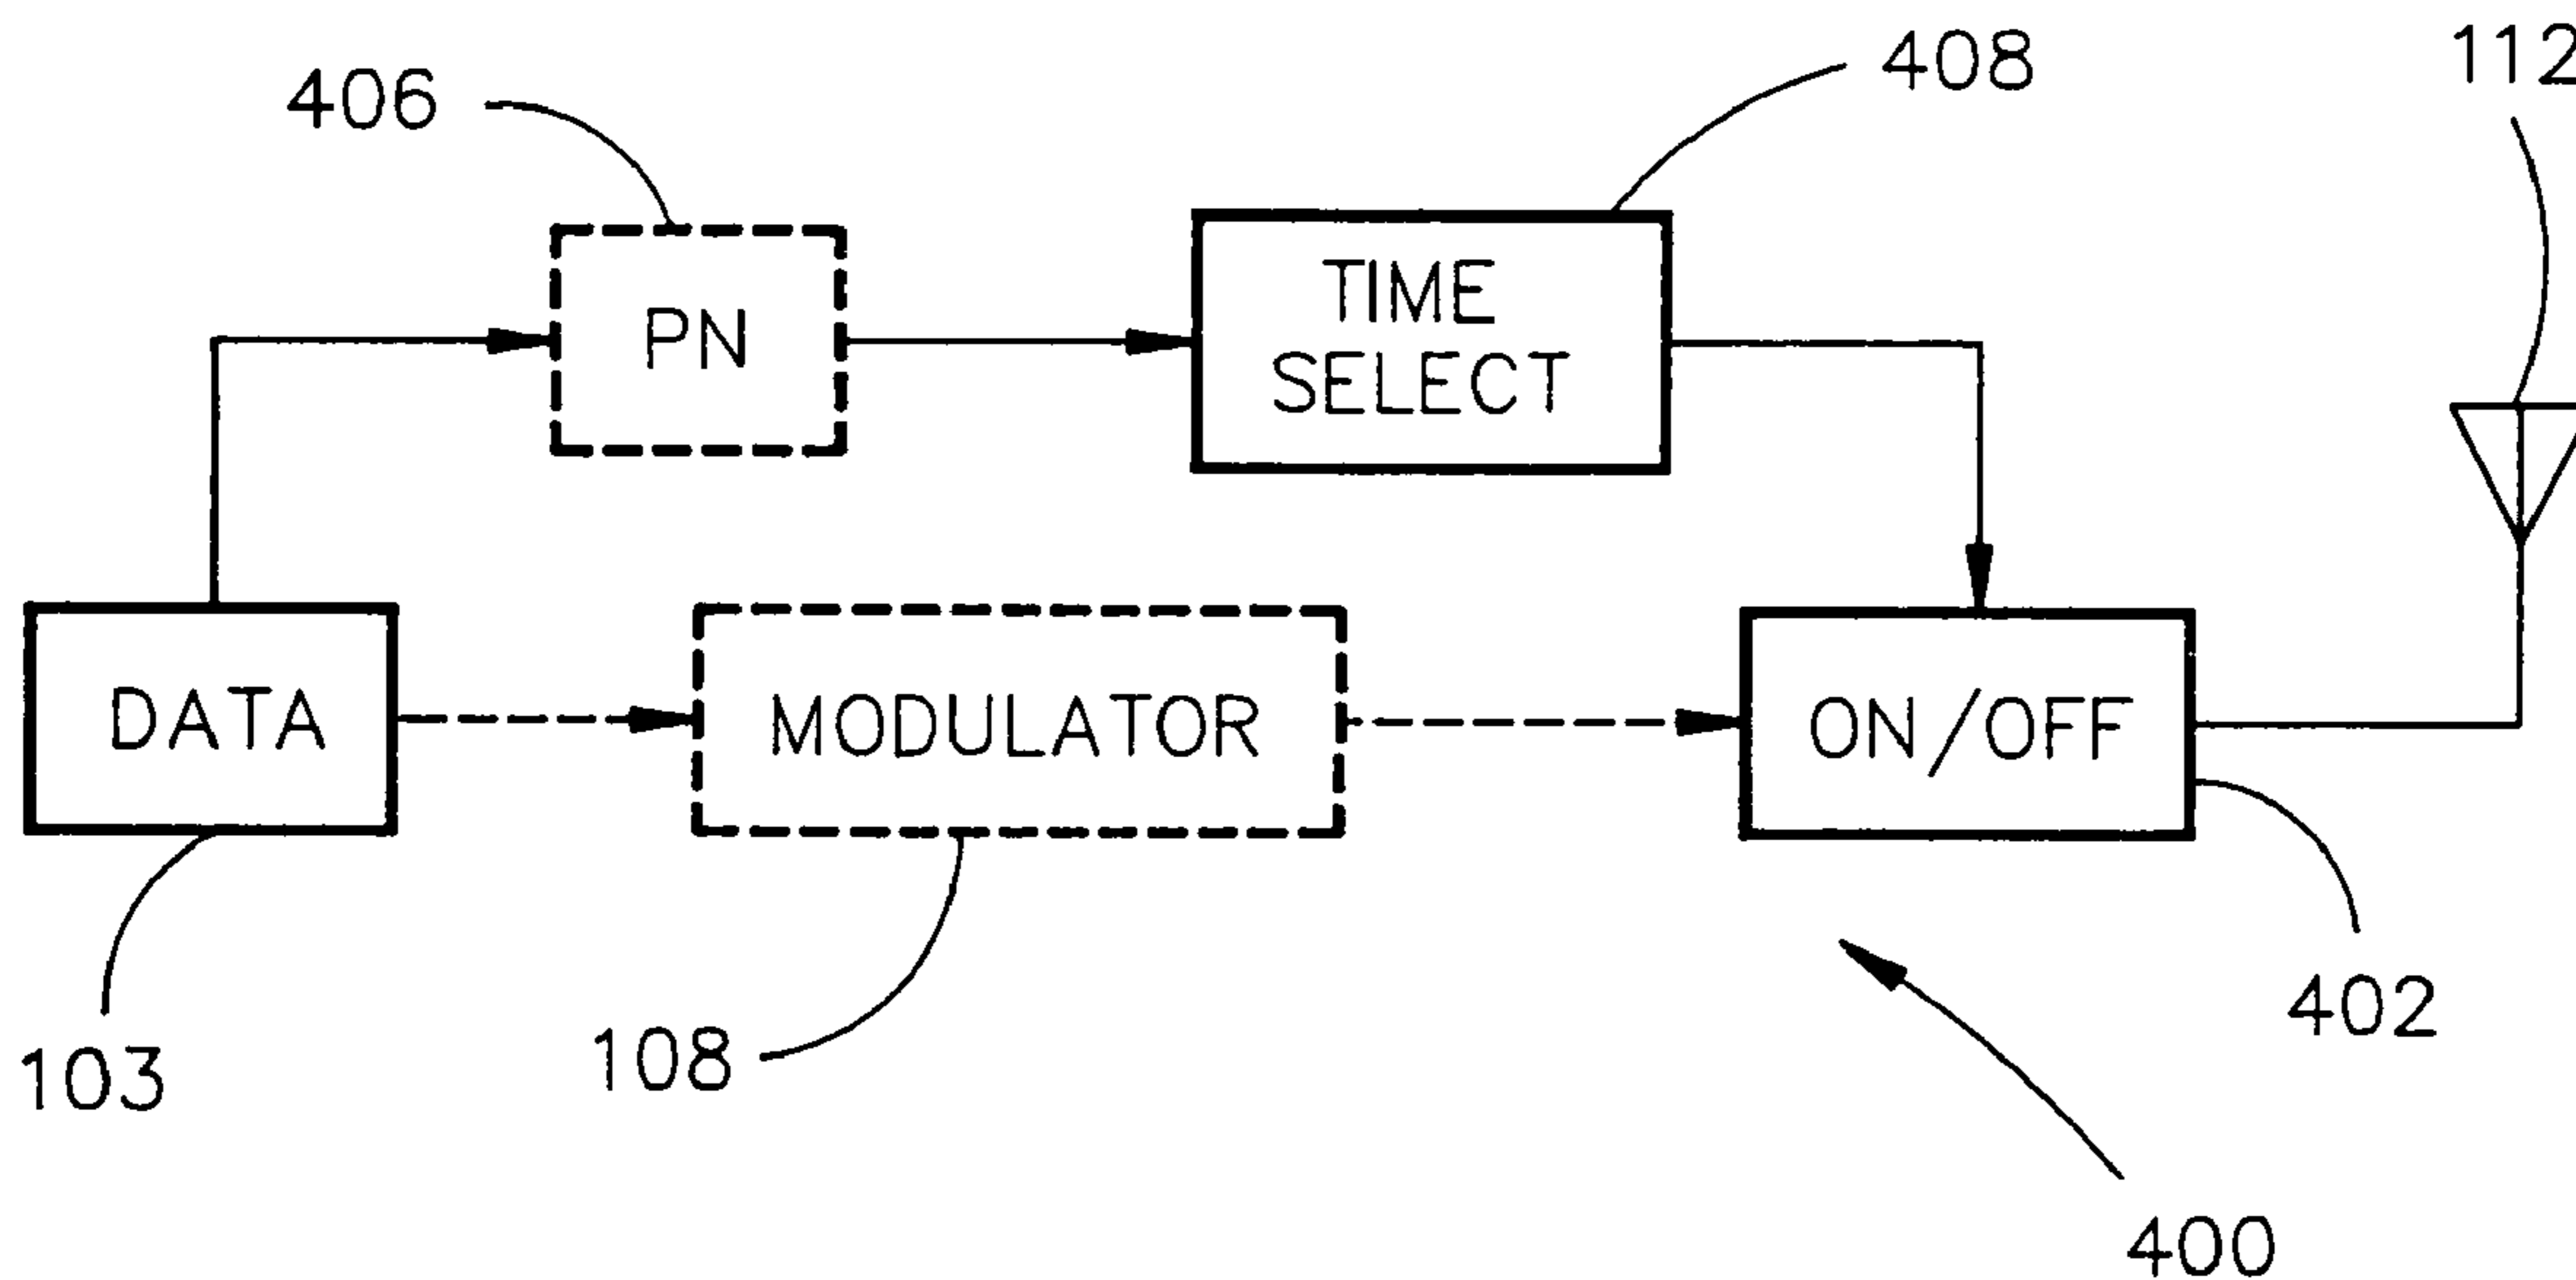 406
408
112
PN
TIME
SELECT
DATA
MODULATOR
ON/OFF
103
108
402
400